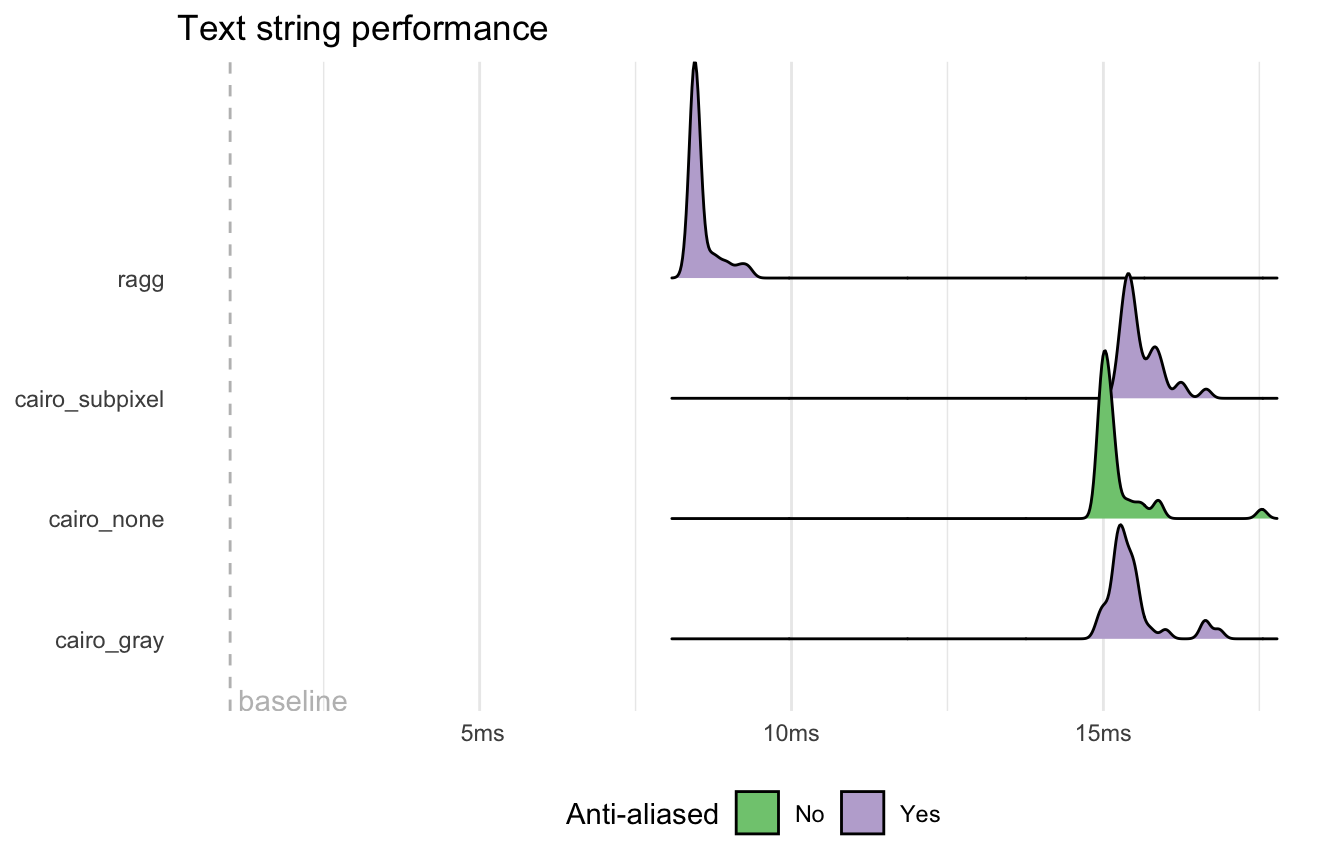 Text string performance
ragg
cairo_subpixel
cairo_none
cairo_gray
baseline
5ms 10ms 15ms
Anti-aliased No Yes